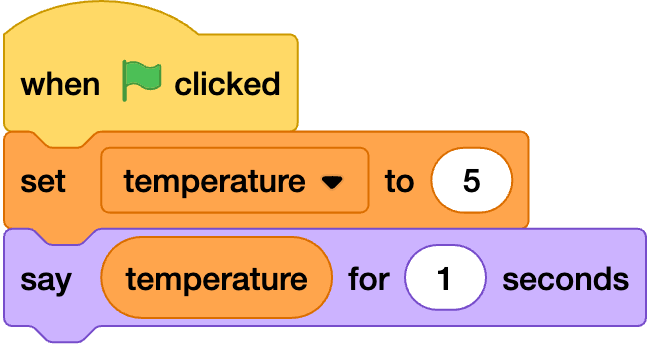 when clicked
set temperature to 5
say temperature for 1 seconds